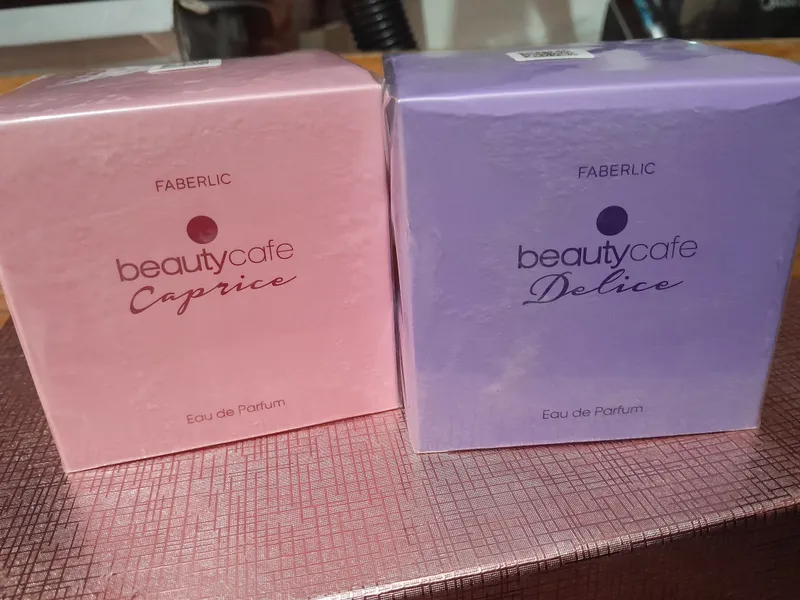 FABERLIC
beautycafe
Caprice
Eau de Parfum
FABERLIC
beautycafe
Delice
Eau de Parfum